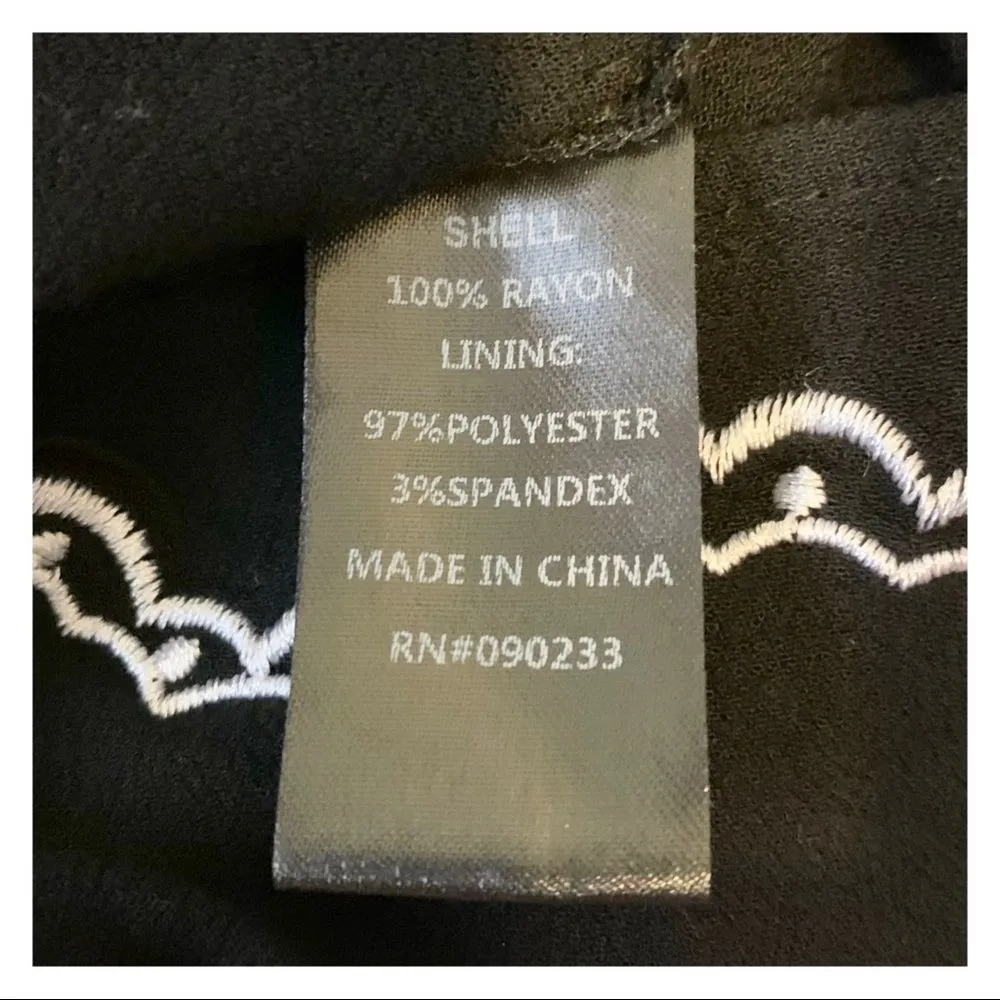 SHELL
100% RAYON
LINING:
97%POLYESTER
3%SPANDEX
MADE IN CHINA
RN#090233